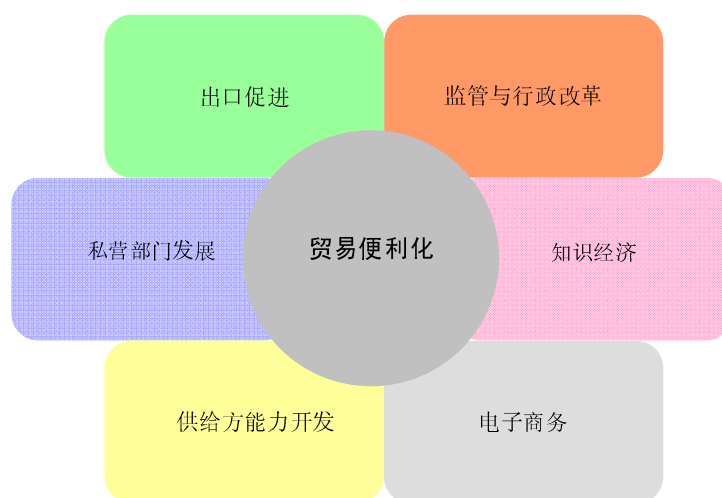 出口促进
监管与行政改革
私营部门发展
贸易便利化
知识经济
供给方能力开发
电子商务